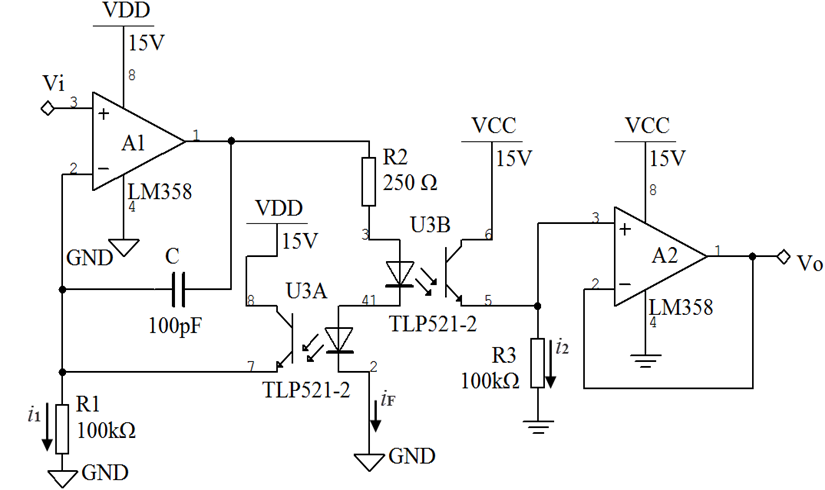 VDD
15V
8
Vi
3
+
A1
1
2
−
LM358
4
GND
R2
250 Ω
VCC
15V
VCC
15V
8
VDD
15V
C
100pF
U3B
3
6
3
+
A2
1
Vo
2
−
LM358
4
8
U3A
4
1
5
TLP521-2
7
2
TLP521-2
R3
100kΩ
i2
i1
R1
100kΩ
iF
GND
GND